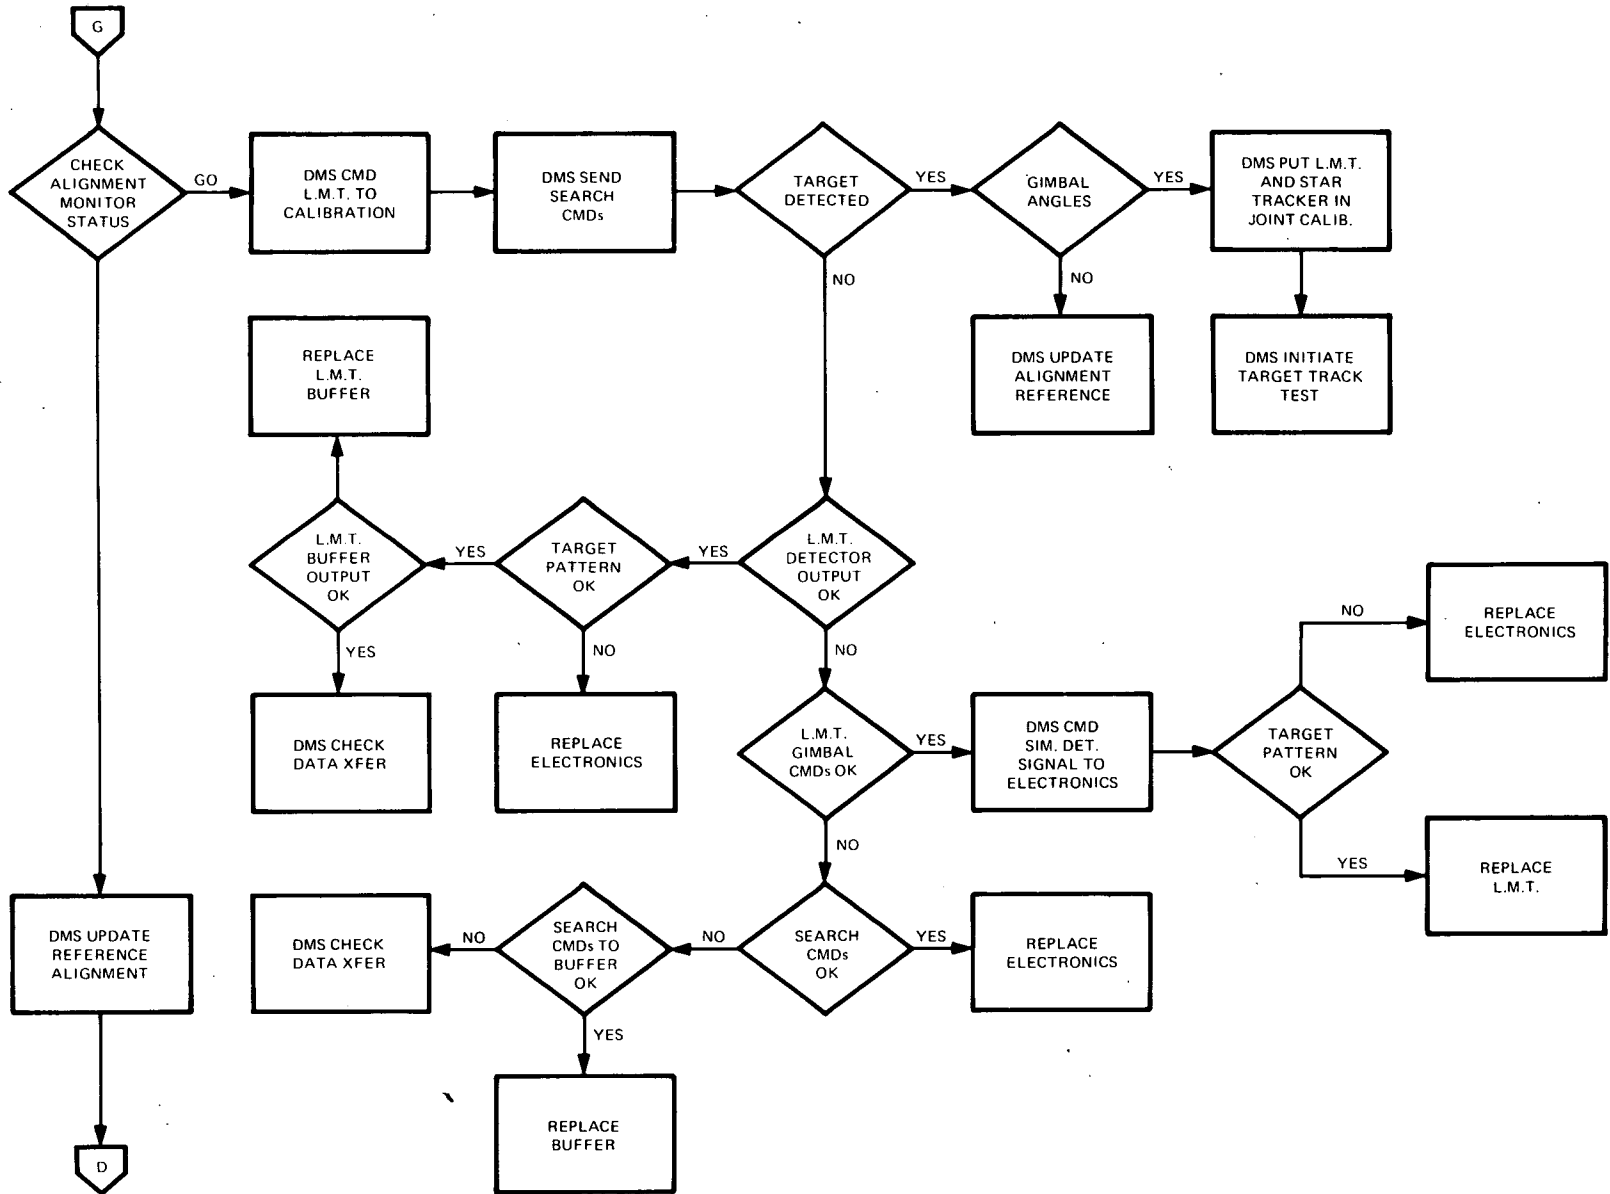 G
CHECK
ALIGNMENT
MONITOR
STATUS
GO
DMS CMD
L.M.T. TO
CALIBRATION
DMS SEND
SEARCH
CMDs
TARGET
DETECTED
YES
GIMBAL
ANGLES
YES
DMS PUT L.M.T.
AND STAR
TRACKER IN
JOINT CALIB.
NO
NO
REPLACE
L.M.T.
BUFFER
DMS UPDATE
ALIGNMENT
REFERENCE
DMS INITIATE
TARGET TRACK
TEST
L.M.T.
BUFFER
OUTPUT
OK
YES
TARGET
PATTERN
OK
YES
L.M.T.
DETECTOR
OUTPUT
OK
YES
NO
NO
NO
REPLACE
ELECTRONICS
DMS CHECK
DATA XFER
REPLACE
ELECTRONICS
L.M.T.
GIMBAL
CMDs OK
YES
DMS CMD
SIM. DET.
SIGNAL TO
ELECTRONICS
TARGET
PATTERN
OK
NO
YES
REPLACE
L.M.T.
DMS UPDATE
REFERENCE
ALIGNMENT
DMS CHECK
DATA XFER
NO
SEARCH
CMDs TO
BUFFER
OK
NO
SEARCH
CMDs
OK
YES
REPLACE
ELECTRONICS
YES
REPLACE
BUFFER
D